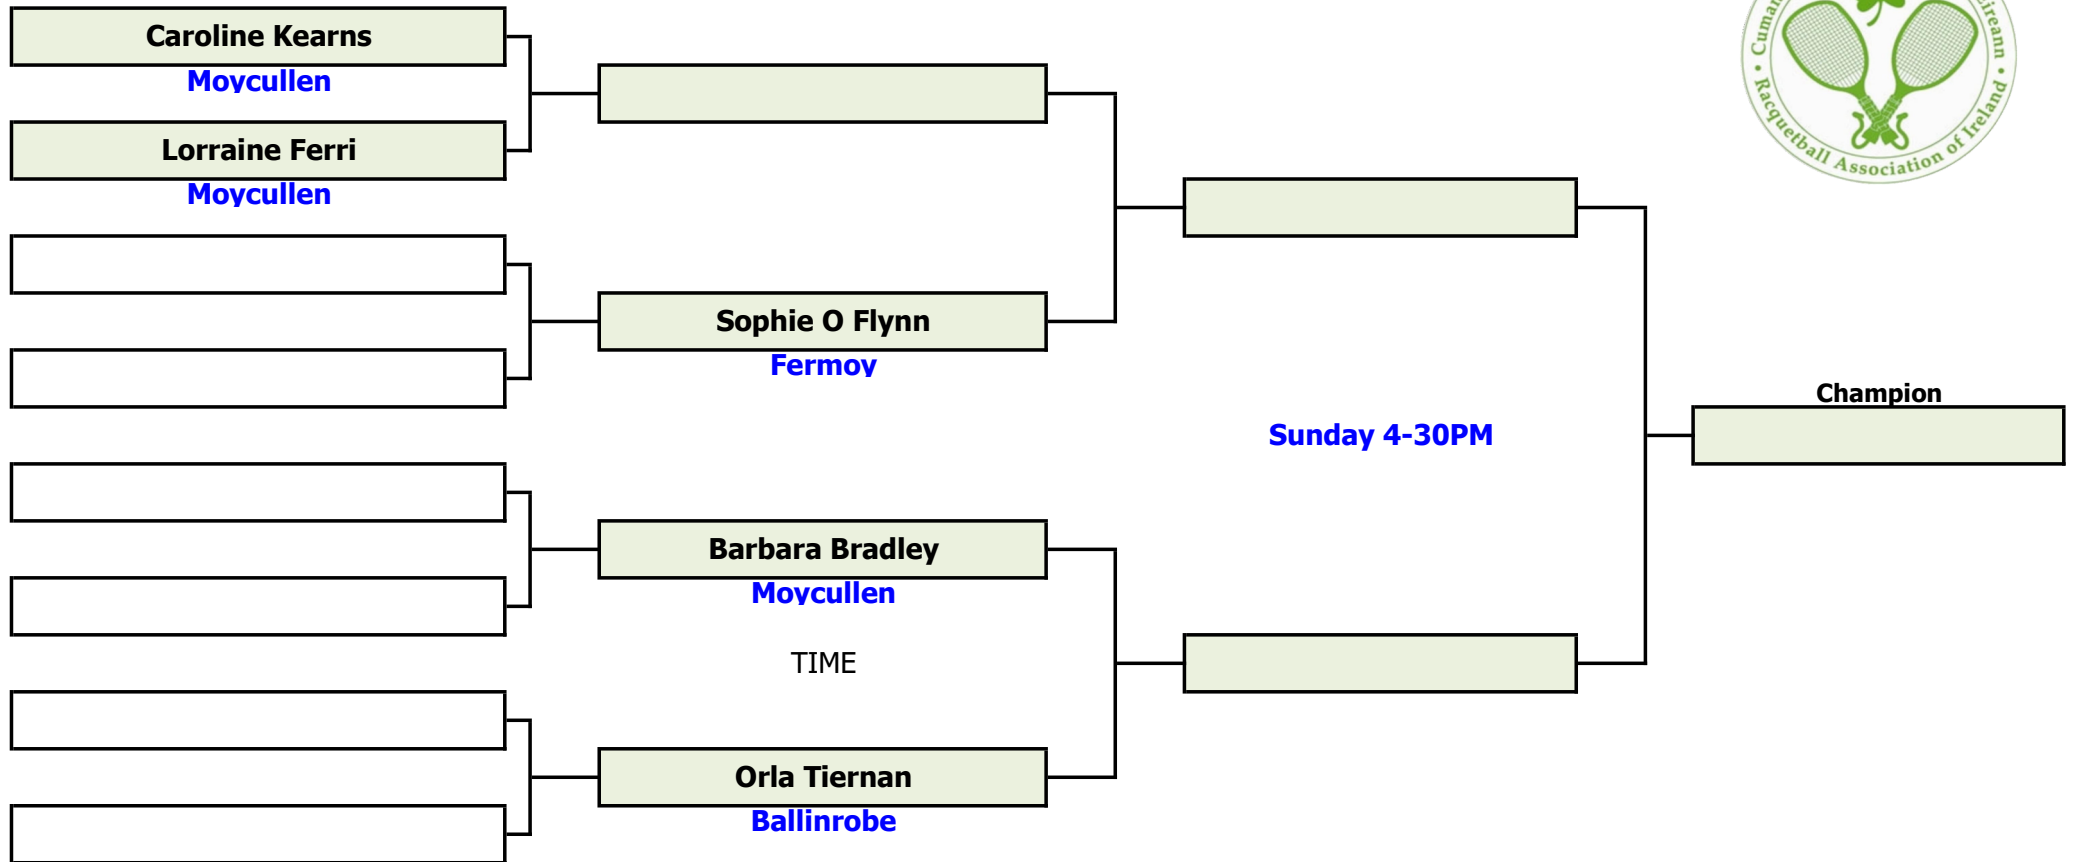 Caroline Kearns
Moycullen
Lorraine Ferri
Moycullen
Sophie O Flynn
Fermoy
Sunday 4-30PM
Champion
Barbara Bradley
Moycullen
TIME
Orla Tiernan
Ballinrobe
Racquetball Association of Ireland